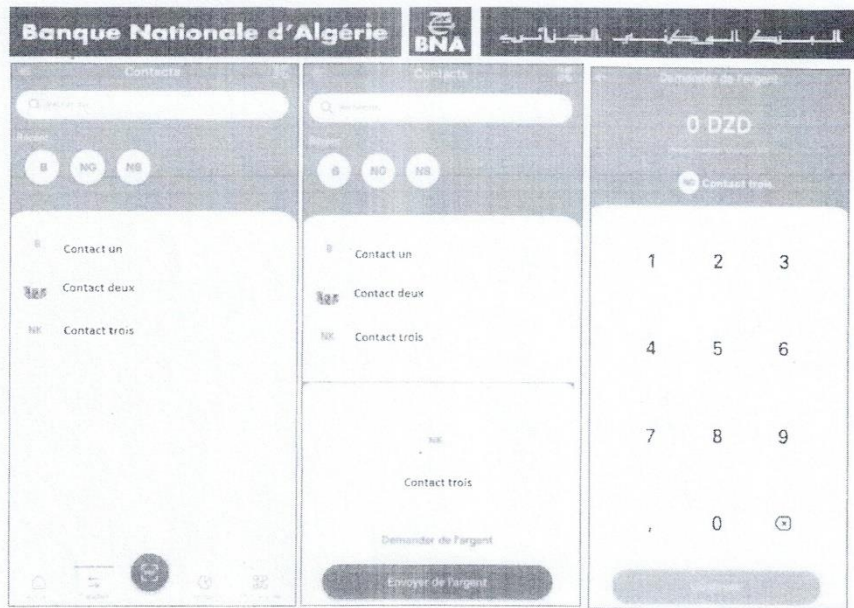 Banque Nationale d'Algérie
BNA
البنك الوطني الجزائري
Contacts
Récent
B
NG
NB
B
Contact un
Contact deux
NK
Contact trois
Contacts
B
NG
NB
B
Contact un
Contact deux
NK
Contact trois
NK
Contact trois
Demander de l'argent
Envoyer de l'argent
Demander de l'argent
0 DZD
Contact trois
1 2 3
4 5 6
7 8 9
, 0